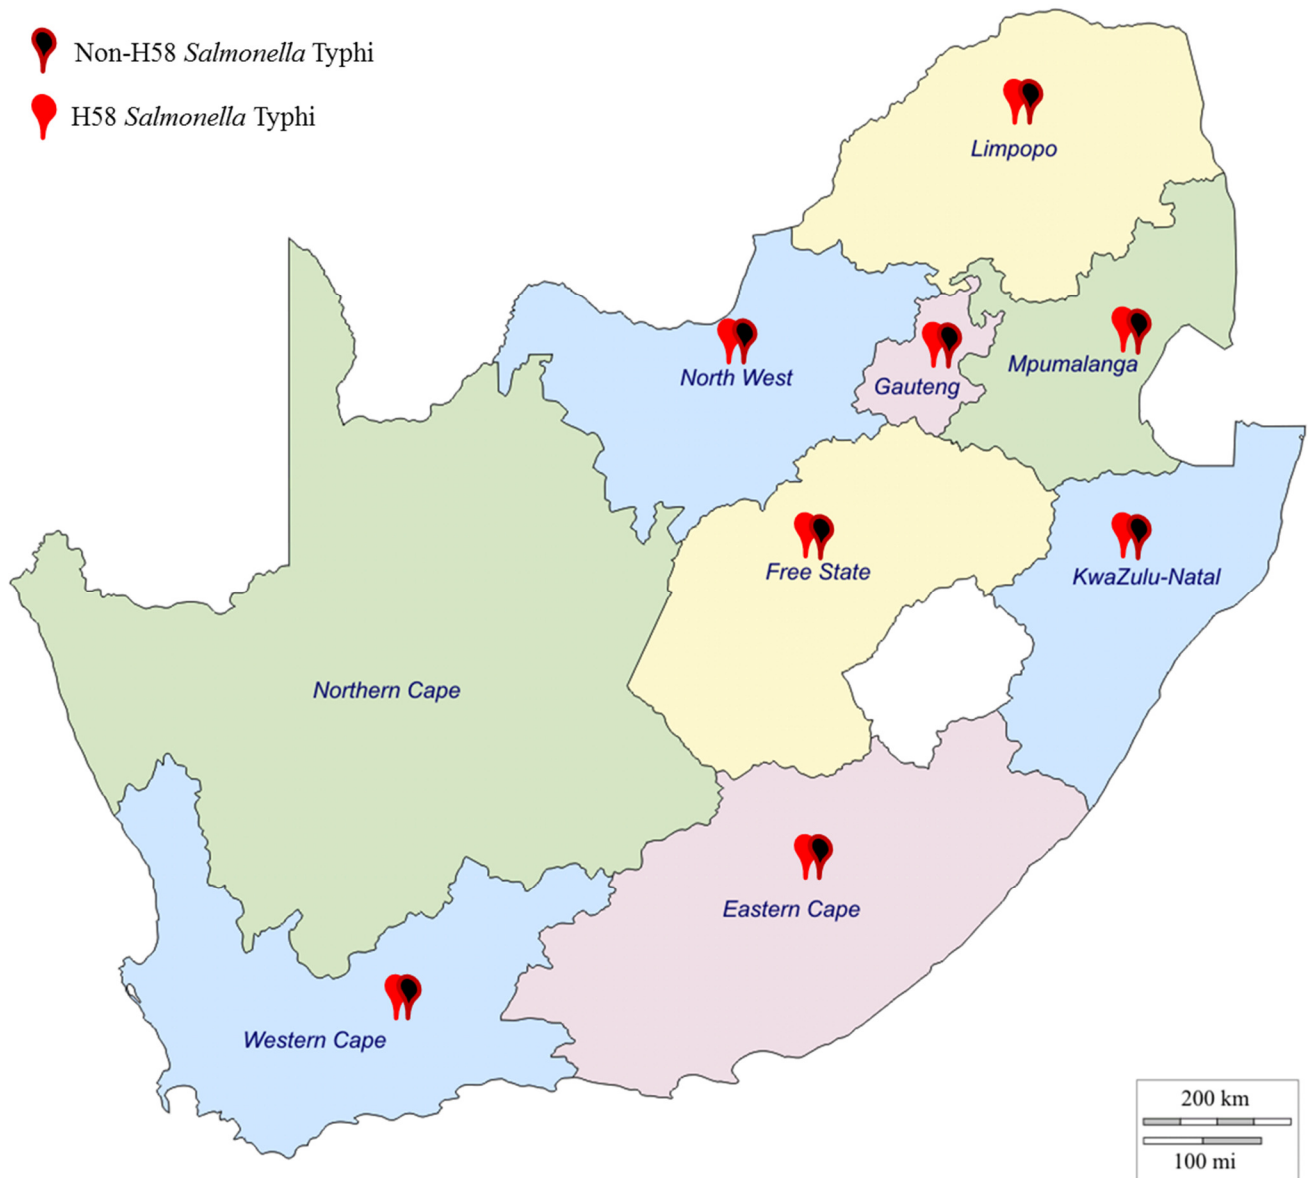 Non-H58 Salmonella Typhi
H58 Salmonella Typhi
Limpopo
North West
Gauteng
Mpumalanga
Free State
KwaZulu-Natal
Northern Cape
Eastern Cape
Western Cape
200 km
100 mi